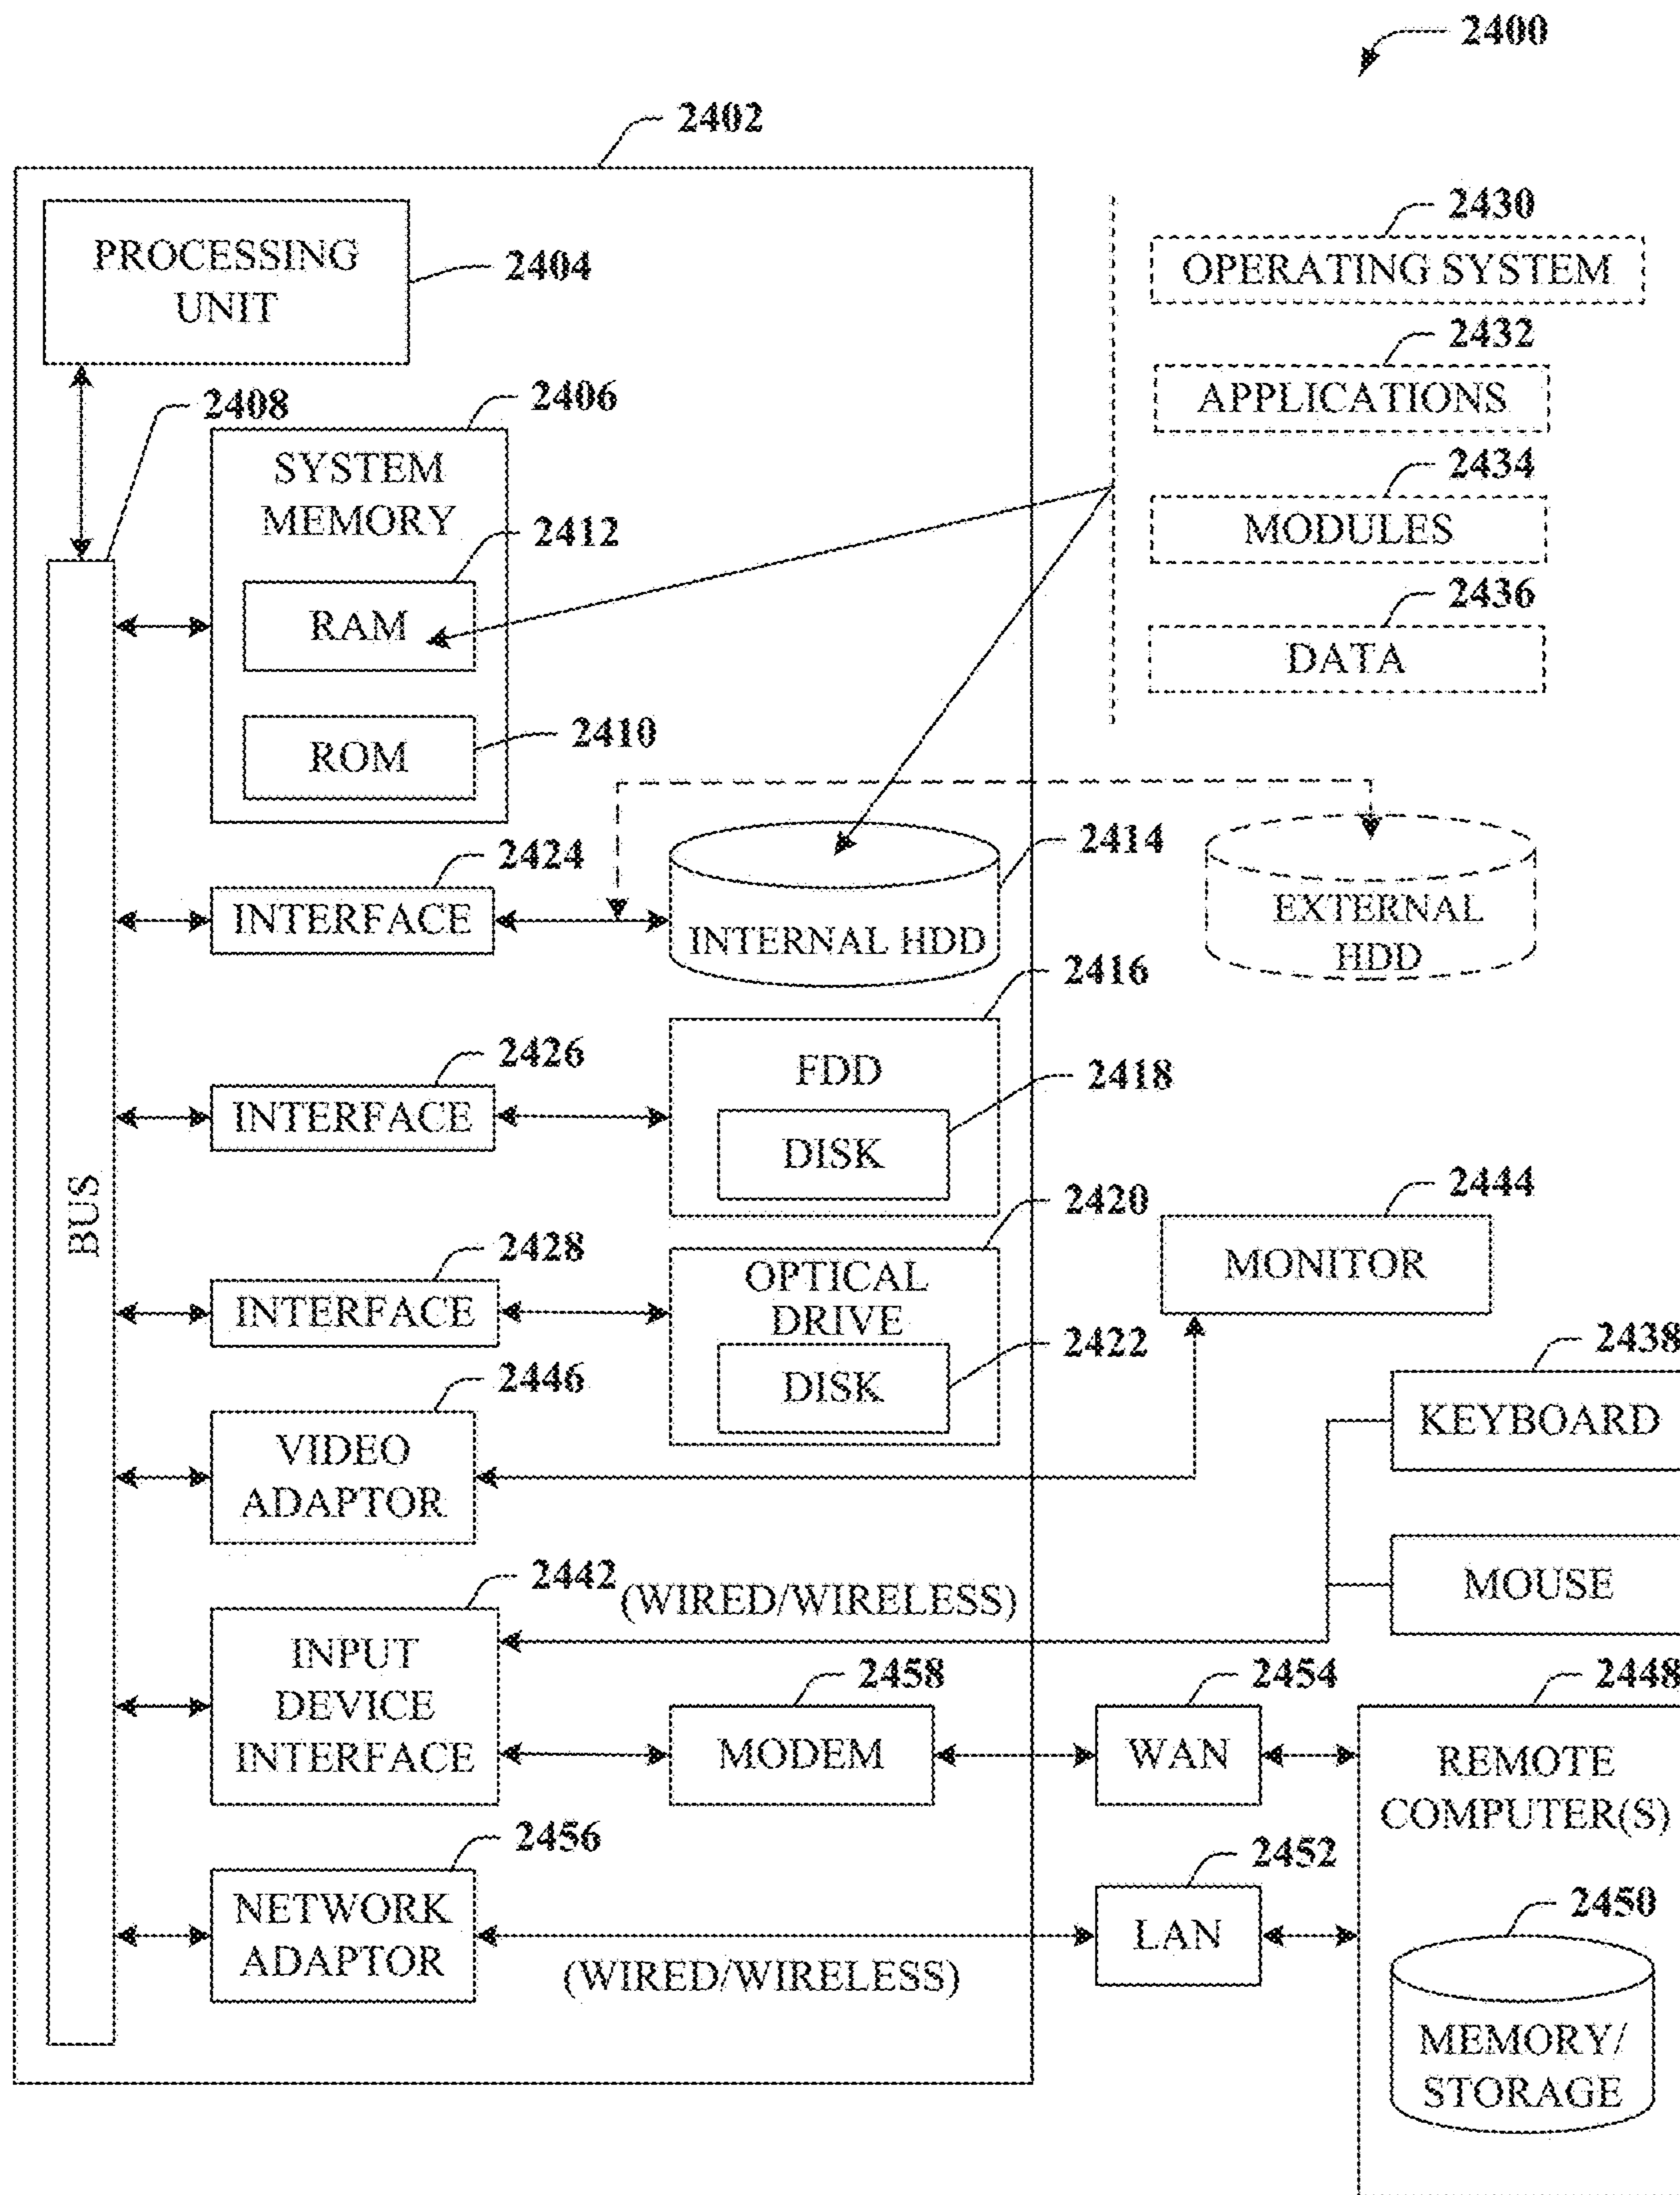 2400
2402
PROCESSING
UNIT
2404
2430
OPERATING SYSTEM
2432
APPLICATIONS
2434
MODULES
2436
DATA
2408
2406
SYSTEM
MEMORY
2412
RAM
2410
ROM
BUS
2424
INTERFACE
2414
INTERNAL HDD
EXTERNAL
HDD
2426
INTERFACE
2416
FDD
2418
DISK
2428
INTERFACE
2420
OPTICAL
DRIVE
2422
DISK
2444
MONITOR
2446
VIDEO
ADAPTOR
2438
KEYBOARD
MOUSE
2442
(WIRED/WIRELESS)
INPUT
DEVICE
INTERFACE
2458
MODEM
2454
WAN
2448
REMOTE
COMPUTER(S)
2456
NETWORK
ADAPTOR
(WIRED/WIRELESS)
2452
LAN
2450
MEMORY/
STORAGE